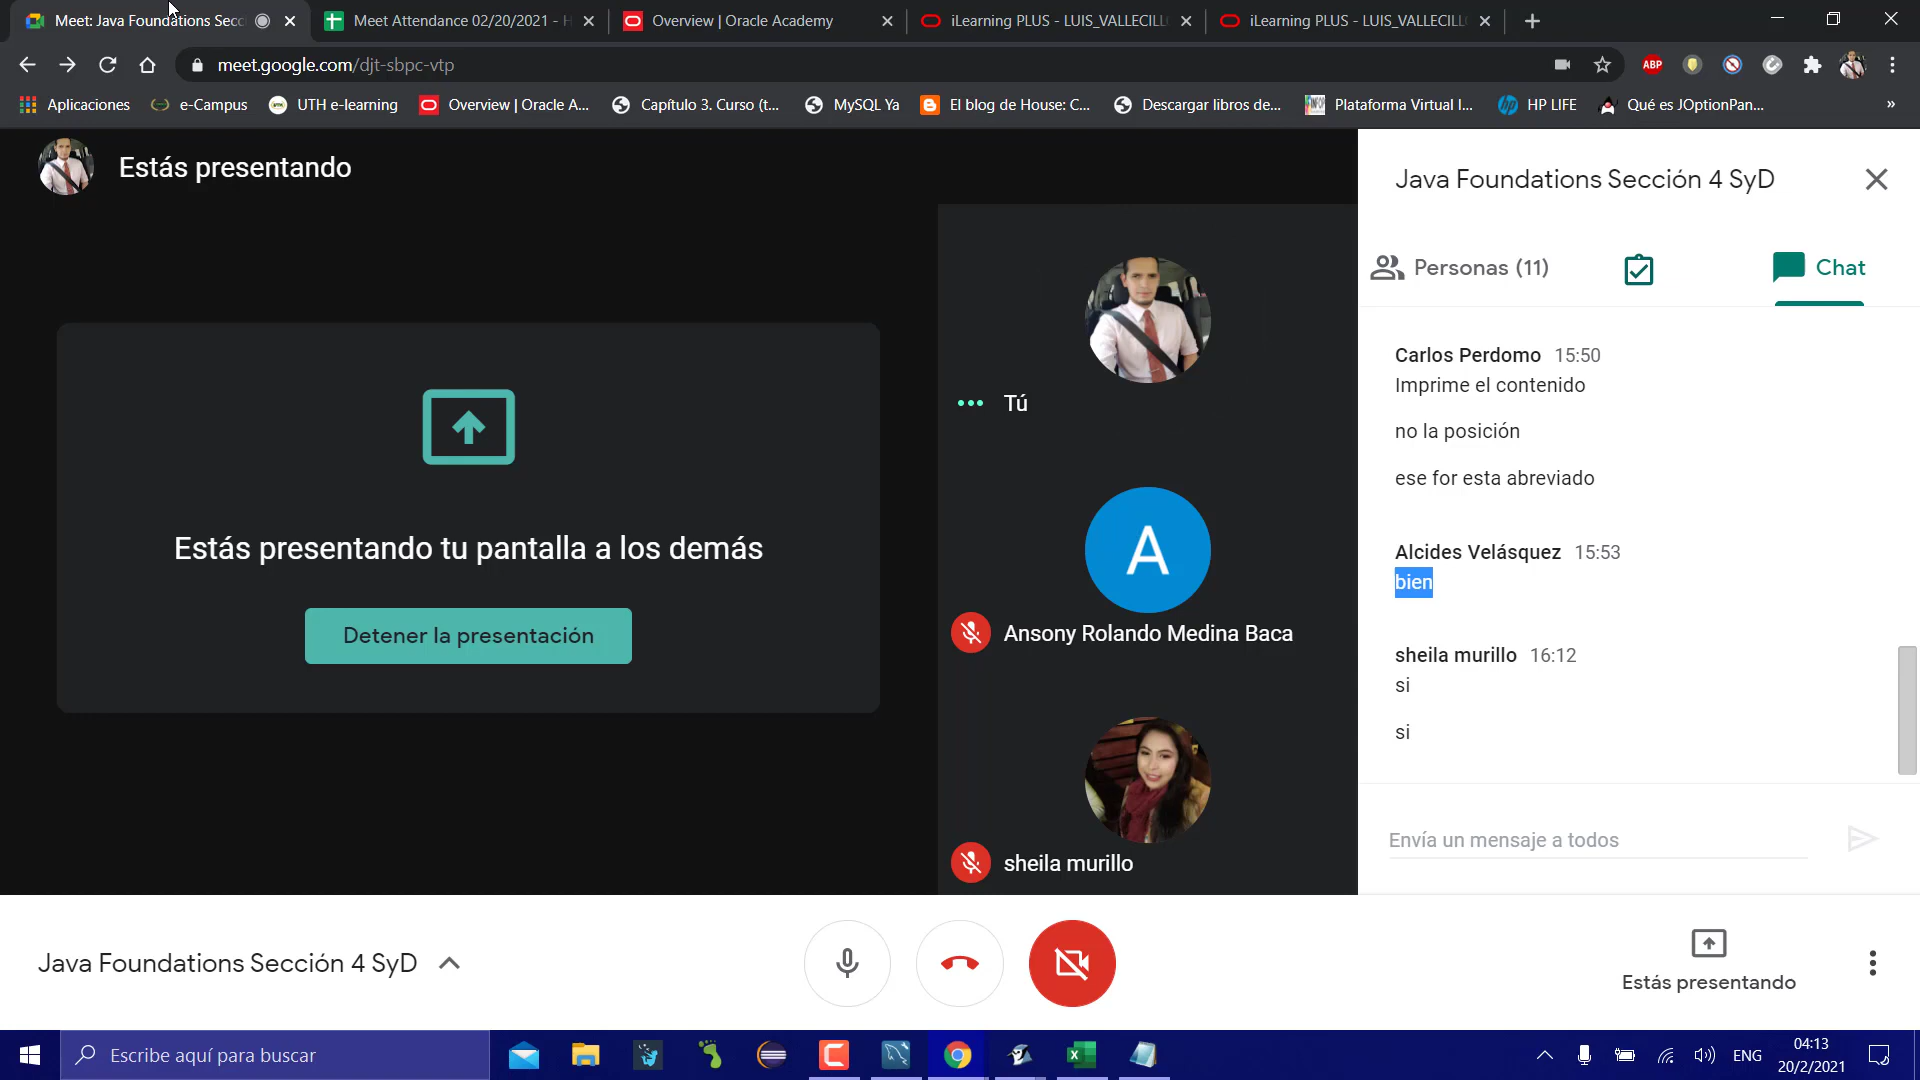 Meet: Java Foundations Secc
Meet Attendance 02/20/2021 - H
Overview | Oracle Academy
iLearning PLUS - LUIS_VALLECILL
iLearning PLUS - LUIS_VALLECILL
meet.google.com/djt-sbpc-vtp
ABP
Aplicaciones
e-Campus
UTH e-learning
Overview | Oracle A...
Capítulo 3. Curso (t...
MySQL Ya
El blog de House: C...
Descargar libros de...
Plataforma Virtual I...
HP LIFE
Qué es JOptionPan...
»
Estás presentando
Estás presentando tu pantalla a los demás
Detener la presentación
Tú
A
Ansony Rolando Medina Baca
sheila murillo
Java Foundations Sección 4 SyD
Personas (11)
Chat
Carlos Perdomo 15:50
Imprime el contenido
no la posición
ese for esta abreviado
Alcides Velásquez 15:53
bien
sheila murillo 16:12
si
si
Envía un mensaje a todos
Java Foundations Sección 4 SyD
Estás presentando
Escribe aquí para buscar
ENG
04:13
20/2/2021